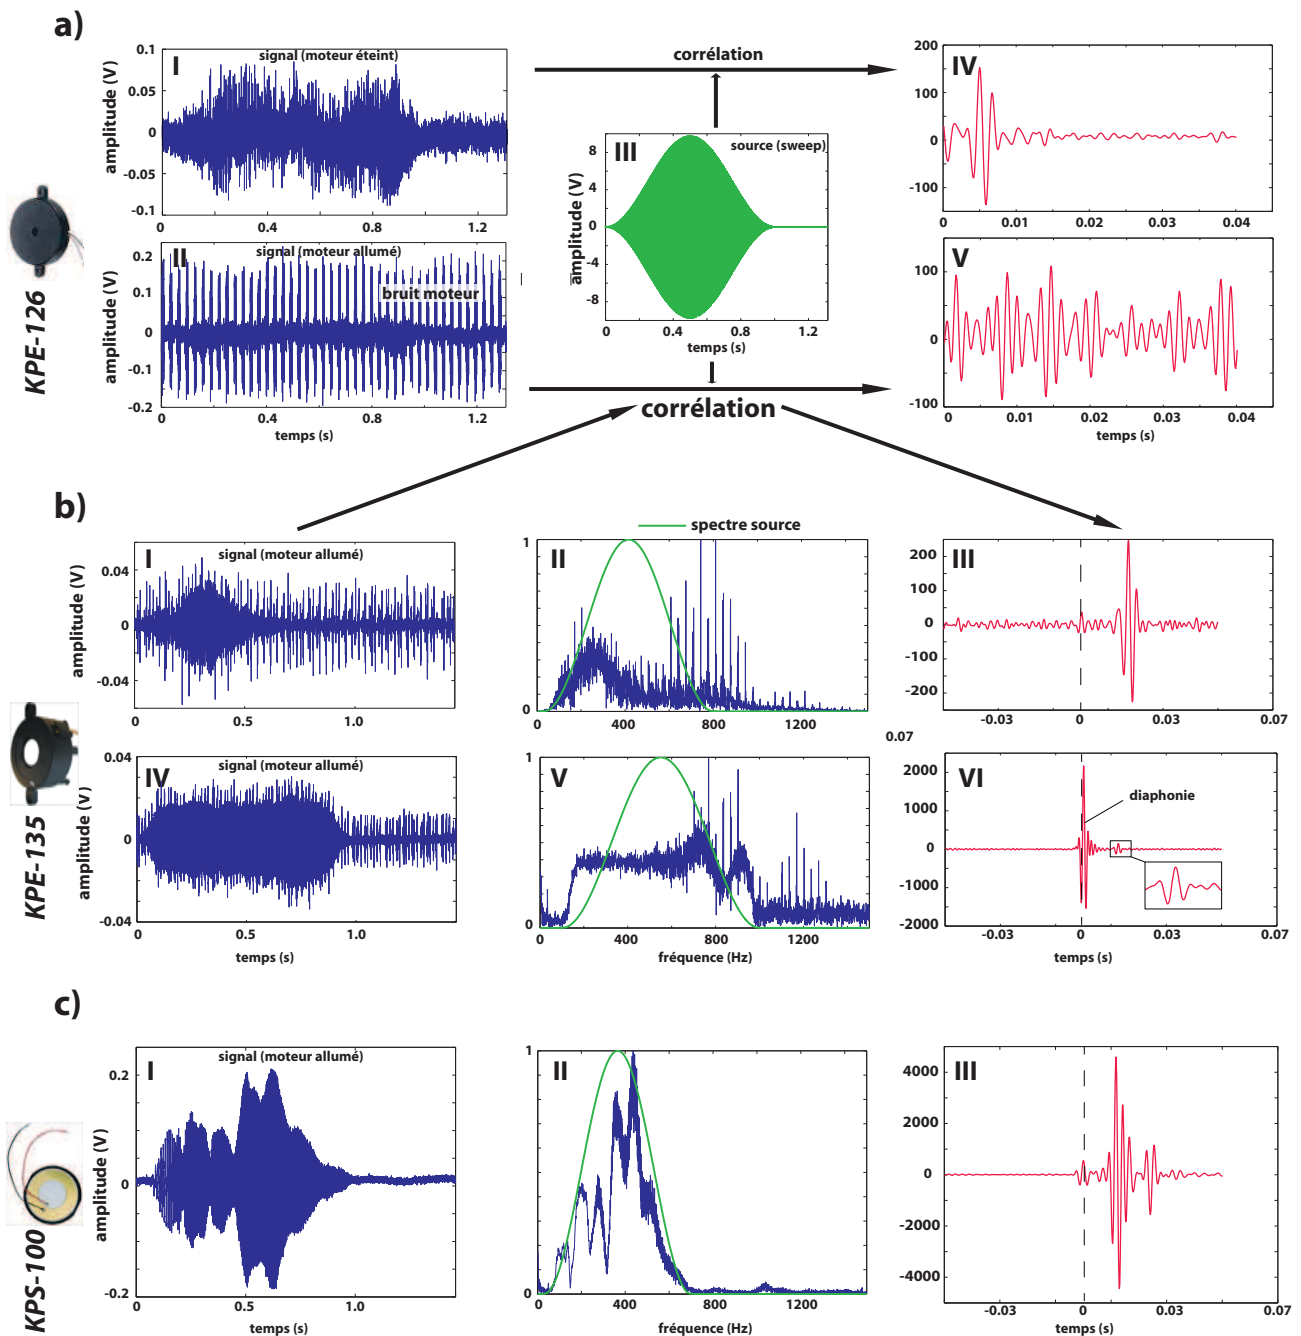 a)
I
signal (moteur éteint)
amplitude (V)
0.1
0.05
0
-0.05
-0.1
0
0.4
0.8
1.2
II
signal (moteur allumé)
bruit moteur
amplitude (V)
0.2
0.1
0
-0.1
-0.2
0
0.4
0.8
1.2
temps (s)
KPE-126
corrélation
III
source (sweep)
amplitude (V)
8
4
0
-4
-8
0
0.4
0.8
1.2
temps (s)
corrélation
IV
200
100
0
-100
0
0.01
0.02
0.03
0.04
V
100
0
-100
0
0.01
0.02
0.03
0.04
temps (s)
b)
I
signal (moteur allumé)
amplitude (V)
0.04
0
-0.04
0
0.5
1.0
spectre source
II
1
0
0
400
800
1200
III
200
100
0
-100
-200
-0.03
0
0.03
0.07
0.07
KPE-135
IV
signal (moteur allumé)
amplitude (V)
0.04
0
-0.04
0
0.5
1.0
temps (s)
V
1
0
0
400
800
1200
fréquence (Hz)
VI
diaphonie
2000
1000
0
-1000
-2000
-0.03
0
0.03
0.07
temps (s)
c)
KPS-100
I
signal (moteur allumé)
amplitude (V)
0.2
0
-0.2
0
0.5
1.0
temps (s)
II
1
0
0
400
800
1200
fréquence (Hz)
III
4000
2000
0
-2000
-4000
-0.03
0
0.03
0.07
temps (s)